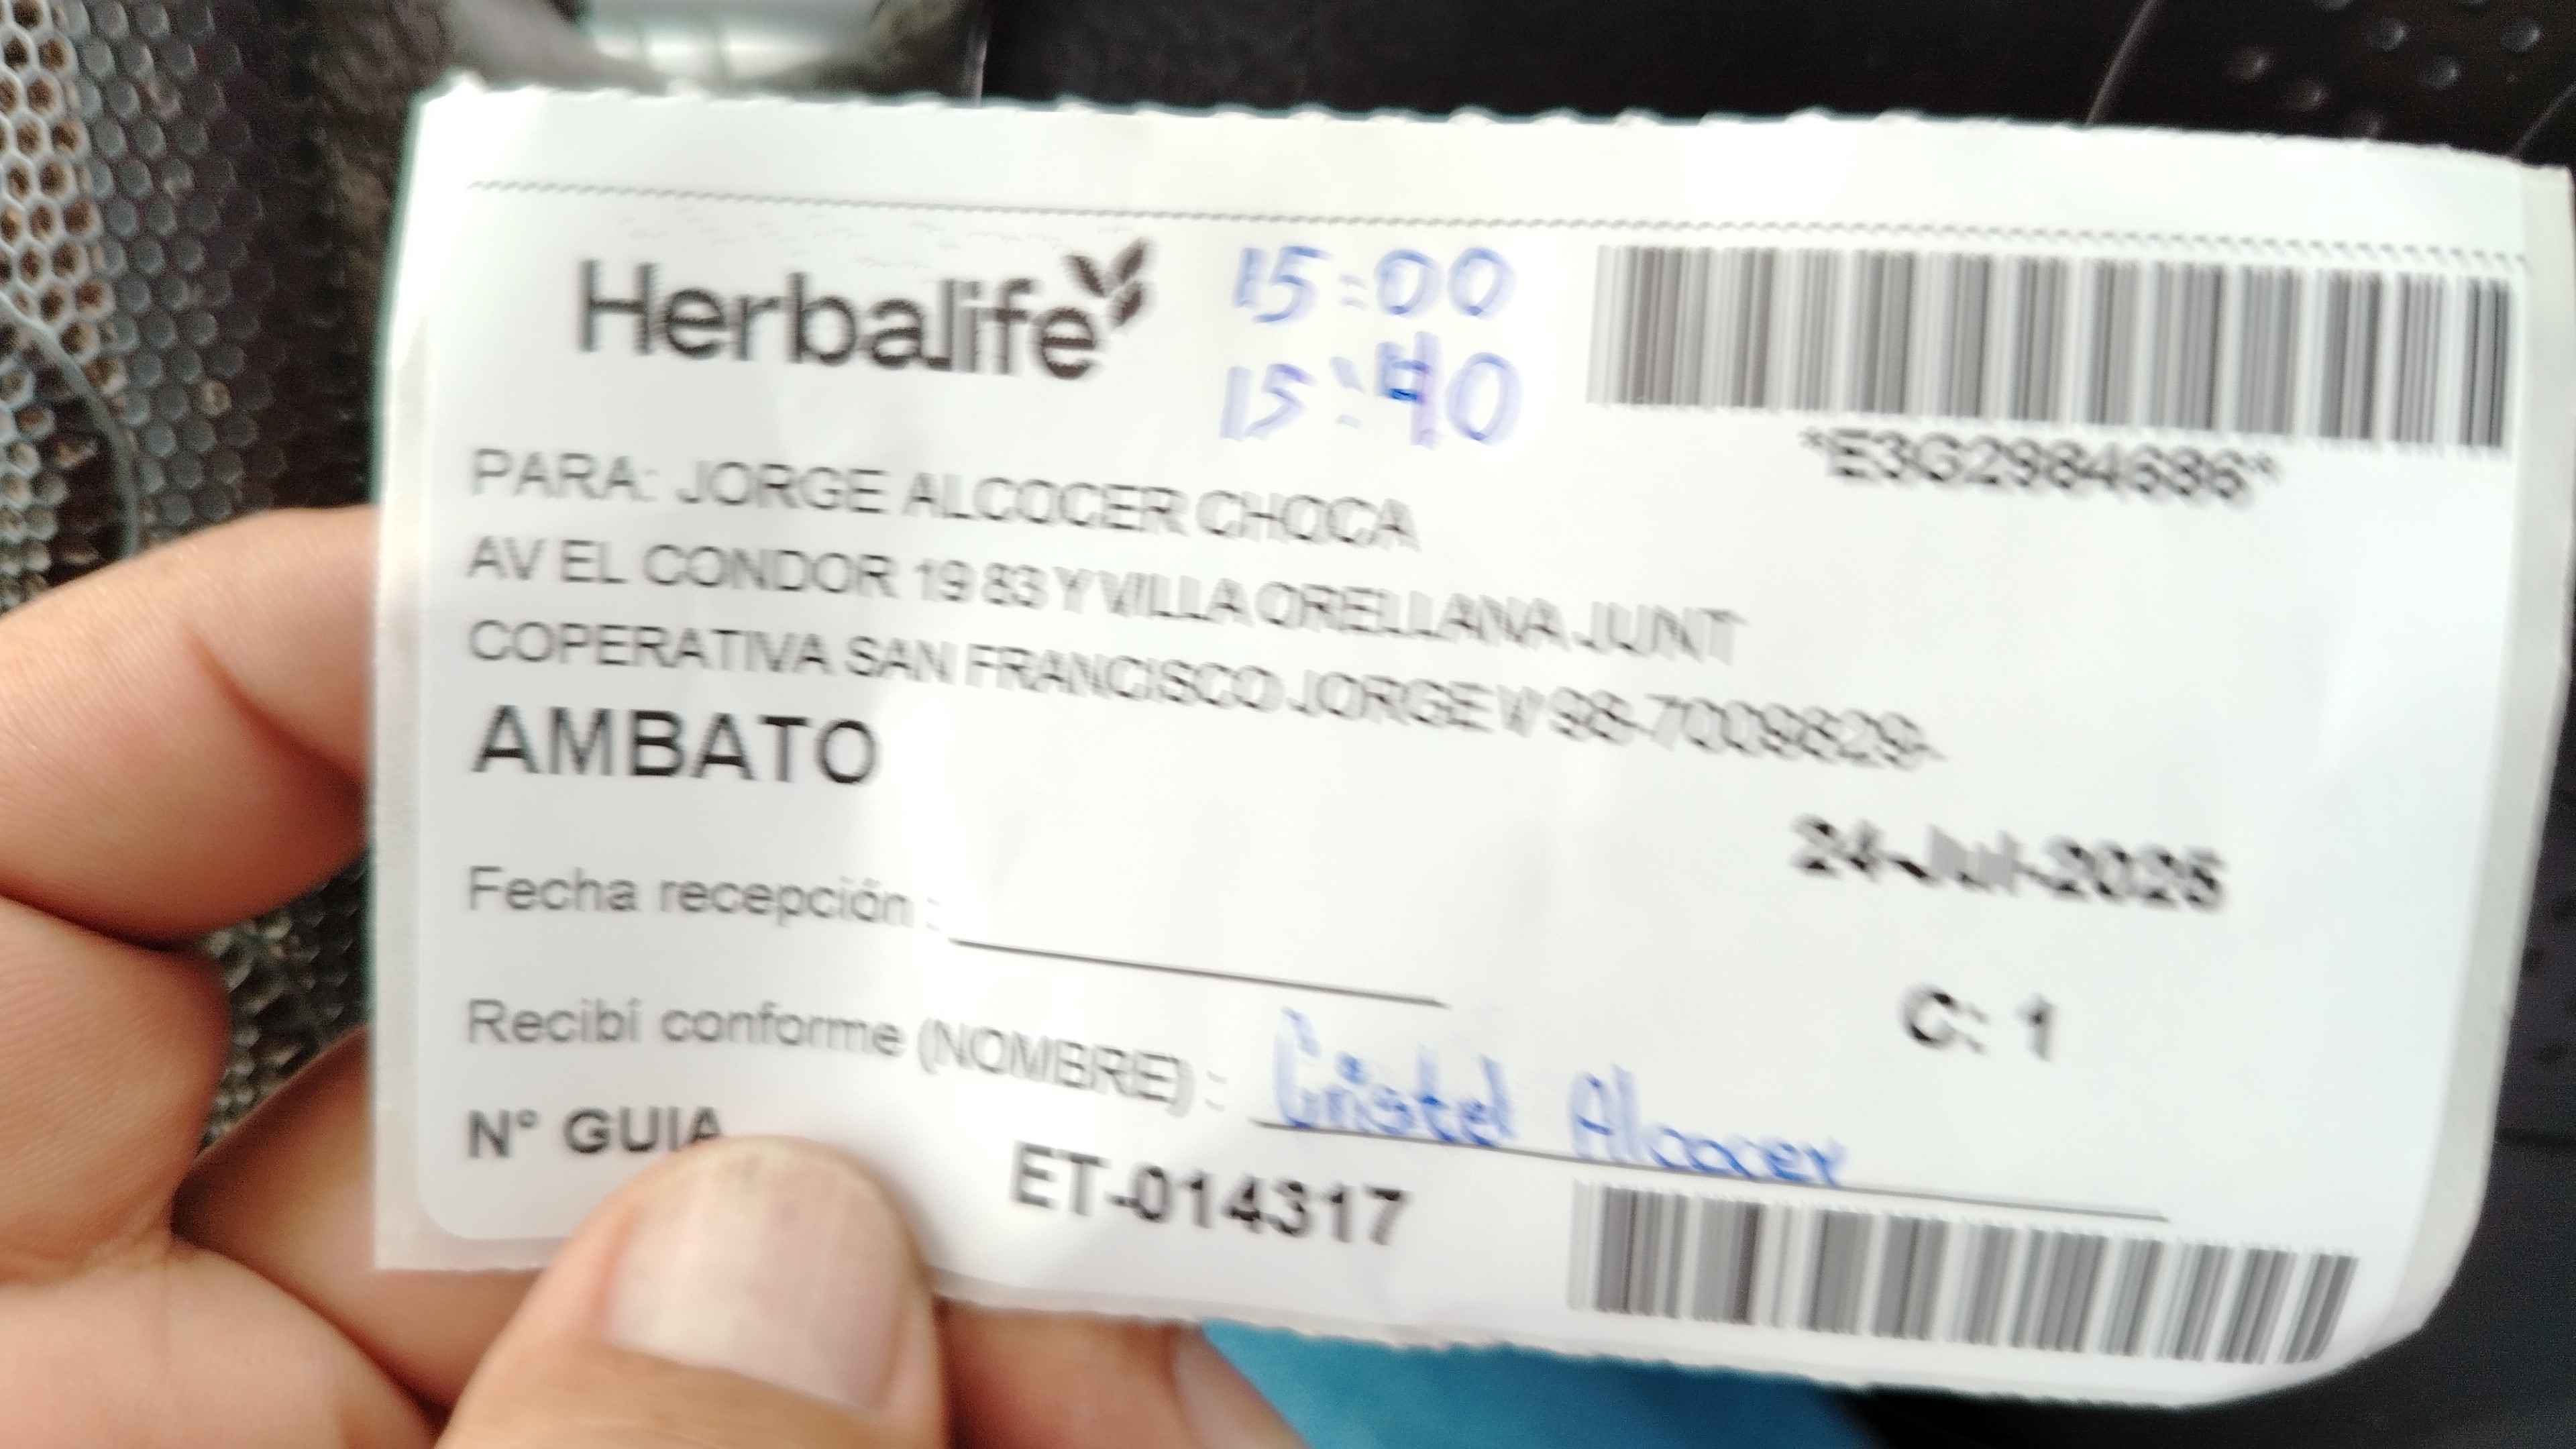 Herbalife
15:00
15:40
*E3G2984686*
PARA: JORGE ALCOCER CHOCA
AV EL CONDOR 19 83 Y VILLA ORELLANA JUNT
COPERATIVA SAN FRANCISCO JORGE V 98-7009829-
AMBATO
24-Jul-2025
Fecha recepción :
C: 1
Recibí conforme (NOMBRE) : Cristel Alcocer
N° GUIA
ET-014317